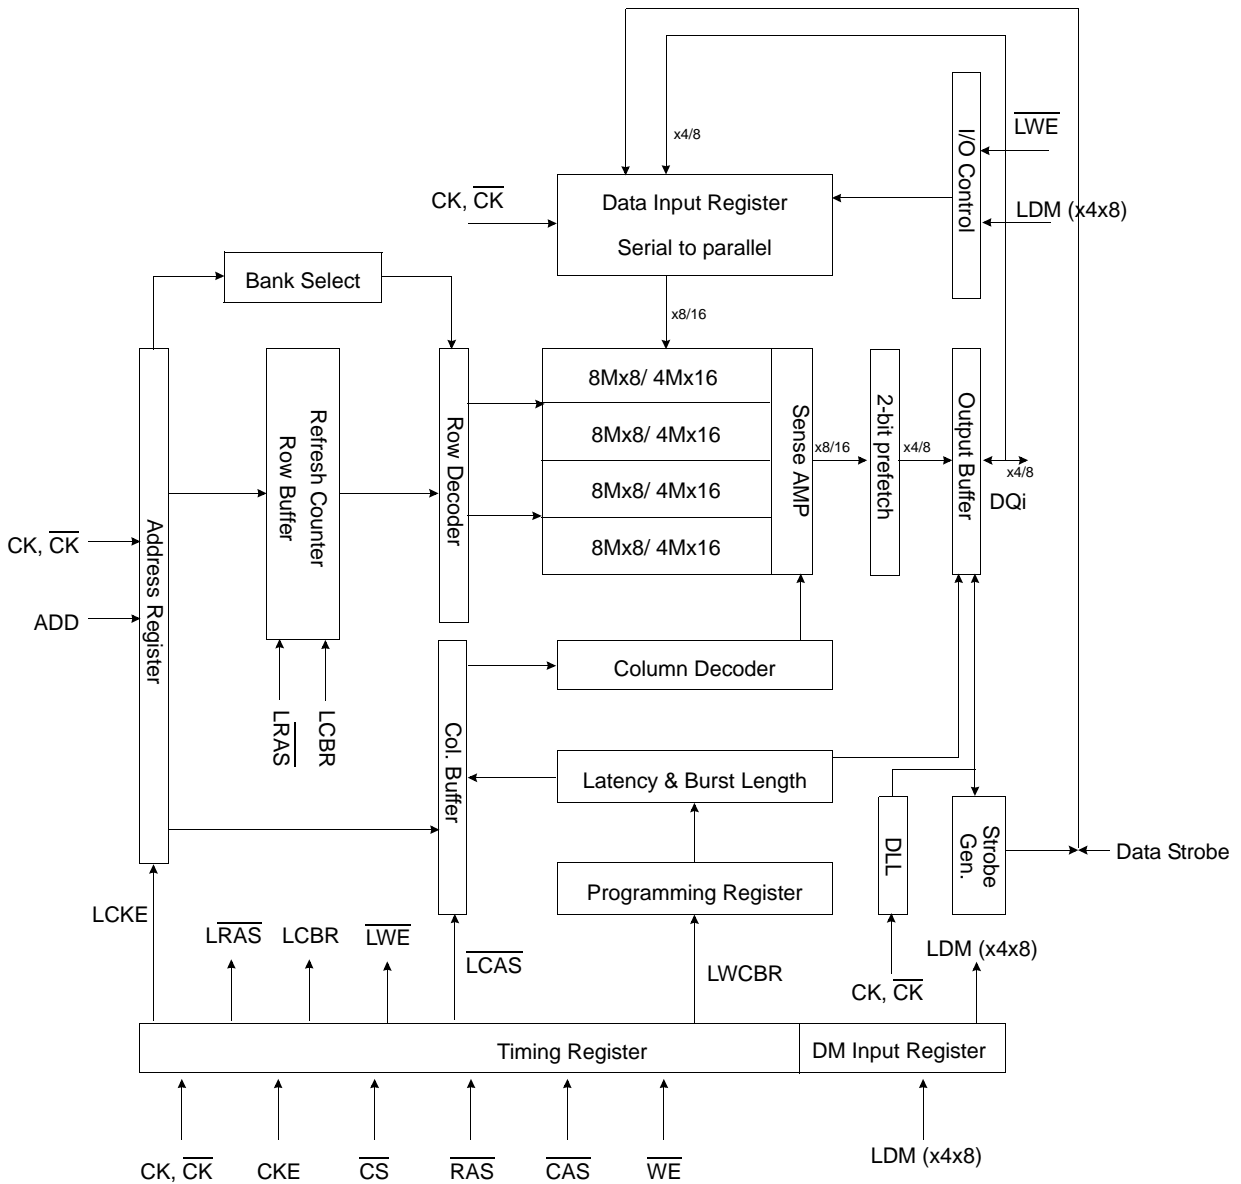 x4/8
LWE
I/O Control
LDM (x4x8)
CK, CK
Data Input Register
Serial to parallel
Bank Select
x8/16
8Mx8/ 4Mx16
8Mx8/ 4Mx16
8Mx8/ 4Mx16
8Mx8/ 4Mx16
Sense AMP
x8/16
2-bit prefetch
x4/8
Output Buffer
x4/8
DQi
Refresh Counter
Row Buffer
Row Decoder
Address Register
CK, CK
ADD
LRAS
LCBR
Col. Buffer
Column Decoder
Latency & Burst Length
Programming Register
DLL
Strobe
Gen.
Data Strobe
LCKE
LRAS
LCBR
LWE
LCAS
LWCBR
CK, CK
LDM (x4x8)
Timing Register
DM Input Register
CK, CK
CKE
CS
RAS
CAS
WE
LDM (x4x8)